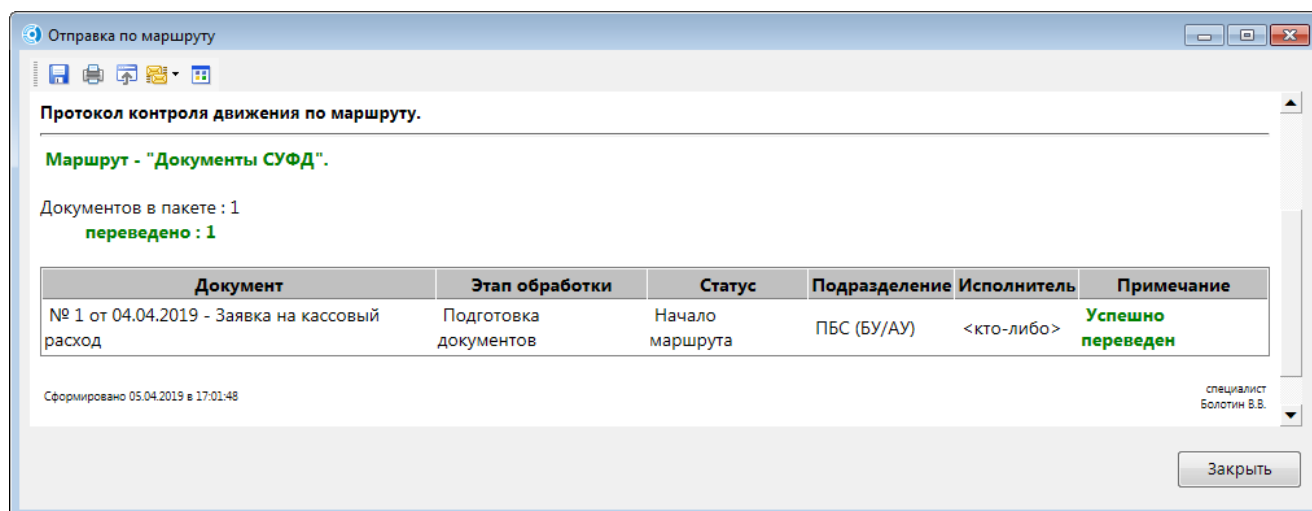 Отправка по маршруту
Протокол контроля движения по маршруту.
Маршрут - "Документы СУФД".
Документов в пакете : 1
переведено : 1
Документ Этап обработки Статус Подразделение Исполнитель Примечание
№ 1 от 04.04.2019 - Заявка на кассовый расход Подготовка документов Начало маршрута ПБС (БУ/АУ) <кто-либо> Успешно переведен
Сформировано 05.04.2019 в 17:01:48
специалист
Болотин В.В.
Закрыть